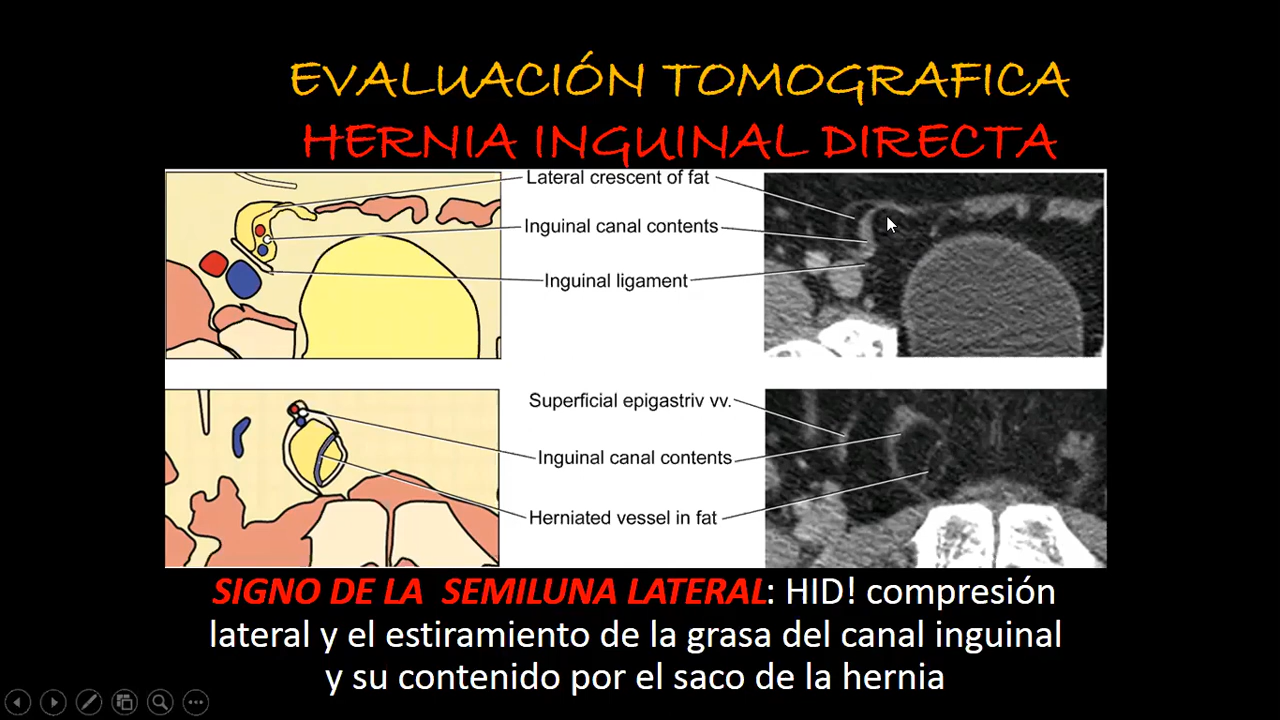 EVALUACIÓN TOMOGRAFICA
HERNIA INGUINAL DIRECTA
Lateral crescent of fat
Inguinal canal contents
Inguinal ligament
Superficial epigastriv vv.
Inguinal canal contents
Herniated vessel in fat
SIGNO DE LA SEMILUNA LATERAL: HID! compresión
lateral y el estiramiento de la grasa del canal inguinal
y su contenido por el saco de la hernia